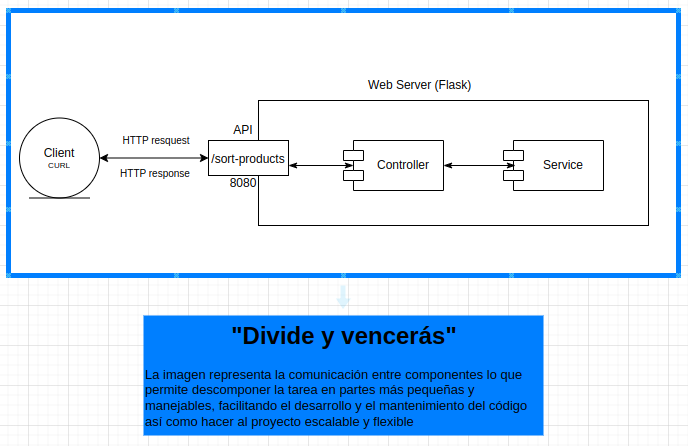 Web Server (Flask)
API
HTTP resquest
Client
CURL
/sort-products
Controller
Service
HTTP response
8080
"Divide y vencerás"
La imagen representa la comunicación entre componentes lo que
permite descomponer la tarea en partes más pequeñas y
manejables, facilitando el desarrollo y el mantenimiento del código
así como hacer al proyecto escalable y flexible